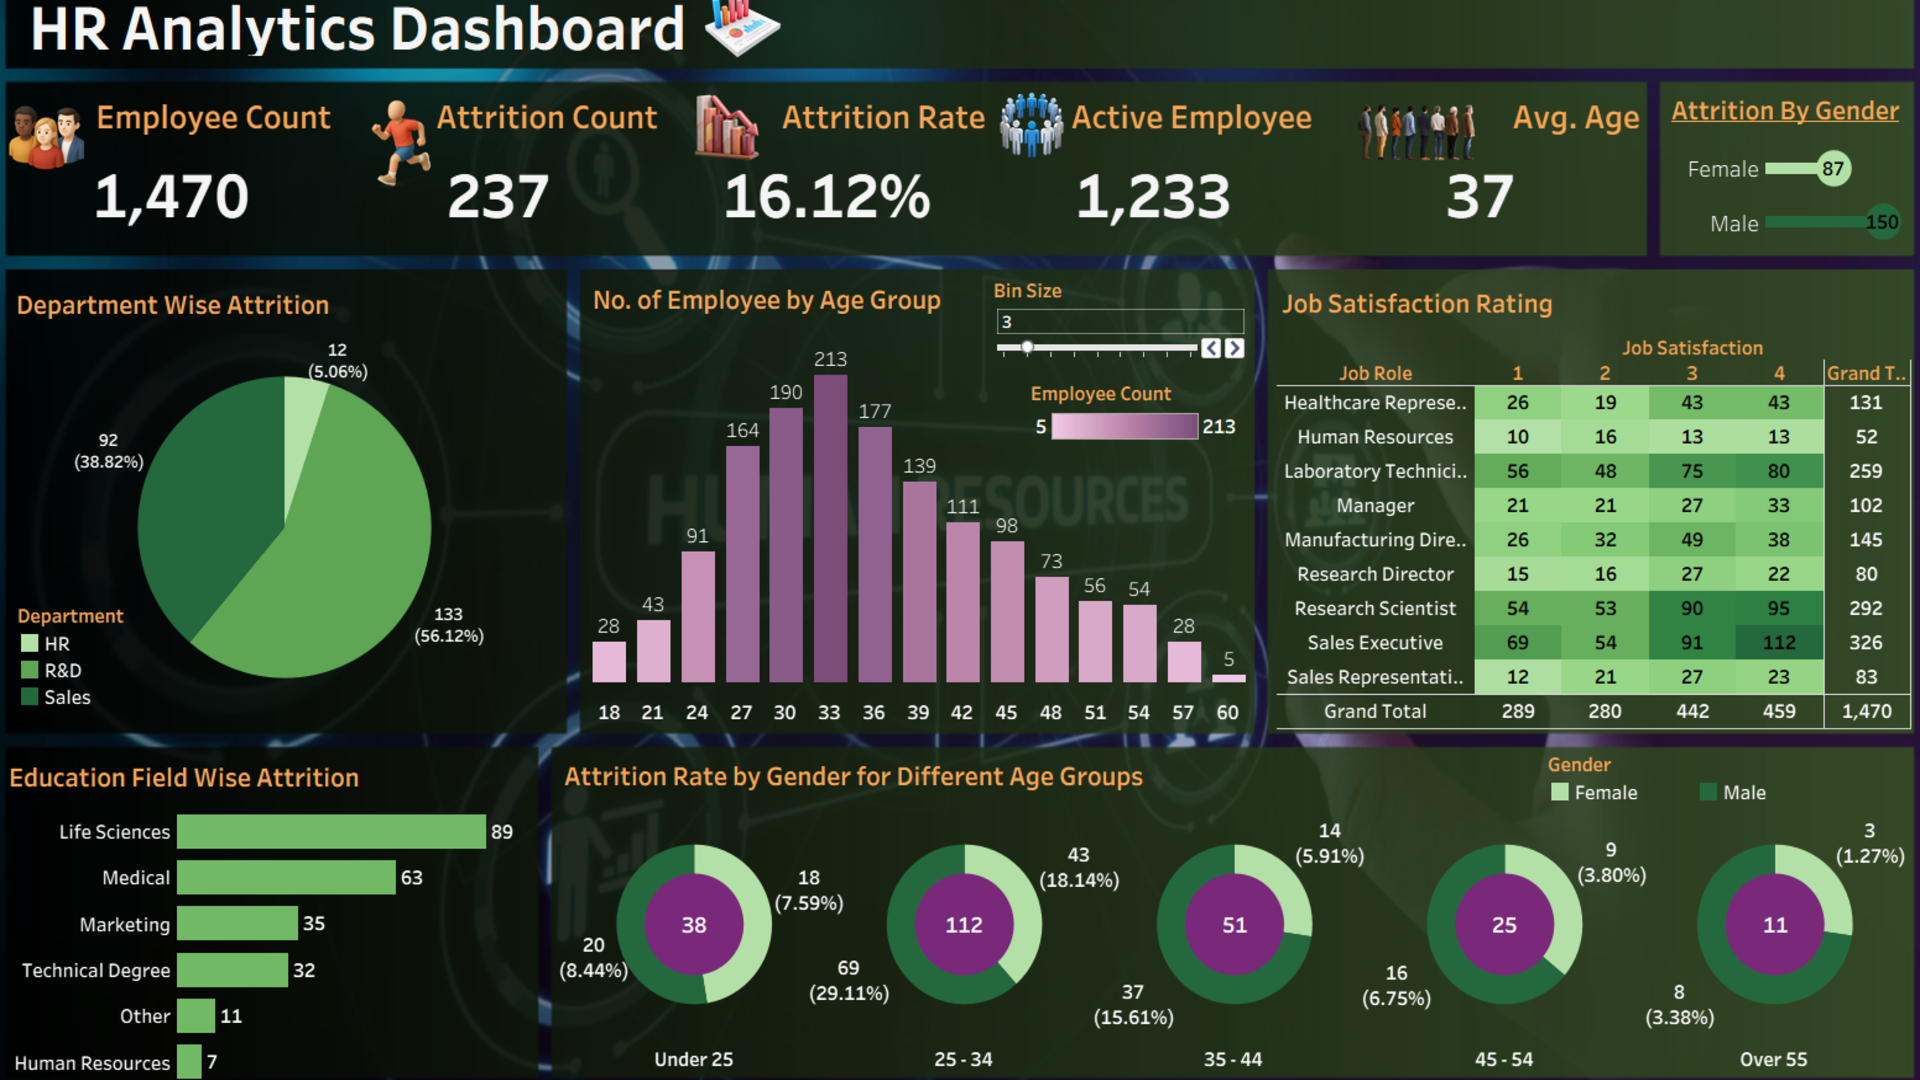 HR Analytics Dashboard
Employee Count
1,470
Attrition Count
237
Attrition Rate
16.12%
Active Employee
1,233
Avg. Age
37
Attrition By Gender
Female 87
Male 150
Department Wise Attrition
12
(5.06%)
92
(38.82%)
133
(56.12%)
Department
HR
R&D
Sales
No. of Employee by Age Group
Bin Size
3
Employee Count
5 213
28 43 91 164 190 213 177 139 111 98 73 56 54 28 5
18 21 24 27 30 33 36 39 42 45 48 51 54 57 60
HUMAN RESOURCES
Job Satisfaction Rating
Job Satisfaction
Job Role 1 2 3 4 Grand T..
Healthcare Represe.. 26 19 43 43 131
Human Resources 10 16 13 13 52
Laboratory Technici.. 56 48 75 80 259
Manager 21 21 27 33 102
Manufacturing Dire.. 26 32 49 38 145
Research Director 15 16 27 22 80
Research Scientist 54 53 90 95 292
Sales Executive 69 54 91 112 326
Sales Representati.. 12 21 27 23 83
Grand Total 289 280 442 459 1,470
Education Field Wise Attrition
Life Sciences 89
Medical 63
Marketing 35
Technical Degree 32
Other 11
Human Resources 7
Attrition Rate by Gender for Different Age Groups
Gender
Female Male
38
18
(7.59%)
20
(8.44%)
Under 25
112
43
(18.14%)
69
(29.11%)
25 - 34
51
14
(5.91%)
37
(15.61%)
35 - 44
25
9
(3.80%)
16
(6.75%)
45 - 54
11
3
(1.27%)
8
(3.38%)
Over 55